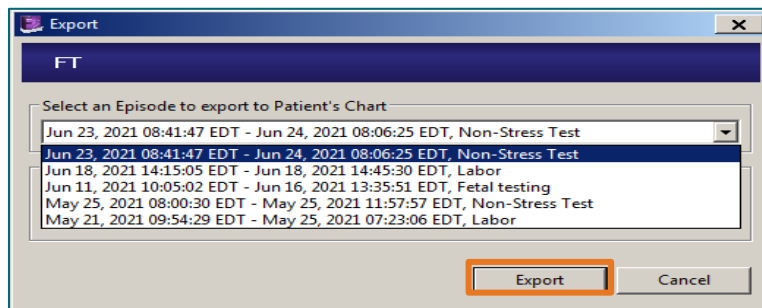 Export
FT
Select an Episode to export to Patient's Chart
Jun 23, 2021 08:41:47 EDT - Jun 24, 2021 08:06:25 EDT, Non-Stress Test
Jun 23, 2021 08:41:47 EDT - Jun 24, 2021 08:06:25 EDT, Non-Stress Test
Jun 18, 2021 14:15:05 EDT - Jun 18, 2021 14:45:30 EDT, Labor
Jun 11, 2021 10:05:02 EDT - Jun 16, 2021 13:35:51 EDT, Fetal testing
May 25, 2021 08:00:30 EDT - May 25, 2021 11:57:57 EDT, Non-Stress Test
May 21, 2021 09:54:29 EDT - May 25, 2021 07:23:06 EDT, Labor
Export Cancel